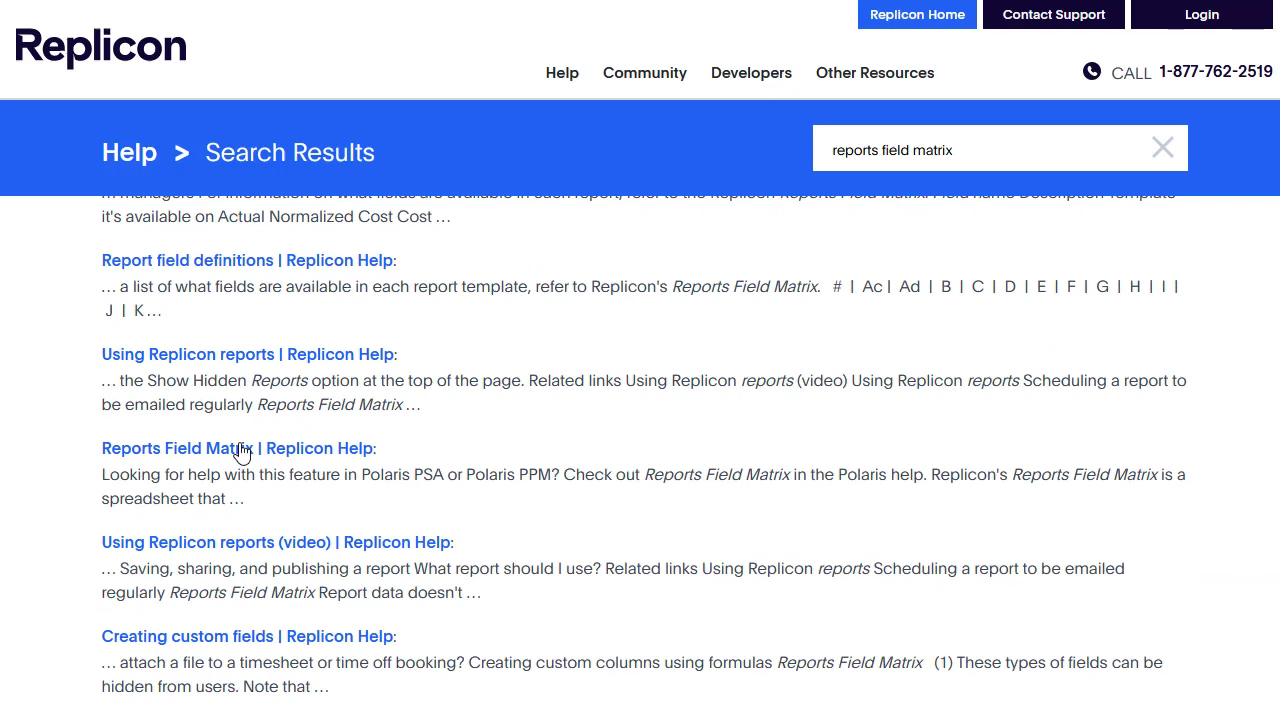 Replicon Home
Contact Support
Login
Replicon
Help
Community
Developers
Other Resources
CALL 1-877-762-2519
Help > Search Results
reports field matrix
it's available on Actual Normalized Cost Cost …
Report field definitions | Replicon Help:
… a list of what fields are available in each report template, refer to Replicon's Reports Field Matrix. # | Ac | Ad | B | C | D | E | F | G | H | I |
J | K…
Using Replicon reports | Replicon Help:
… the Show Hidden Reports option at the top of the page. Related links Using Replicon reports (video) Using Replicon reports Scheduling a report to
be emailed regularly Reports Field Matrix …
Reports Field Matrix | Replicon Help:
Looking for help with this feature in Polaris PSA or Polaris PPM? Check out Reports Field Matrix in the Polaris help. Replicon's Reports Field Matrix is a
spreadsheet that …
Using Replicon reports (video) | Replicon Help:
… Saving, sharing, and publishing a report What report should I use? Related links Using Replicon reports Scheduling a report to be emailed
regularly Reports Field Matrix Report data doesn't …
Creating custom fields | Replicon Help:
… attach a file to a timesheet or time off booking? Creating custom columns using formulas Reports Field Matrix (1) These types of fields can be
hidden from users. Note that …